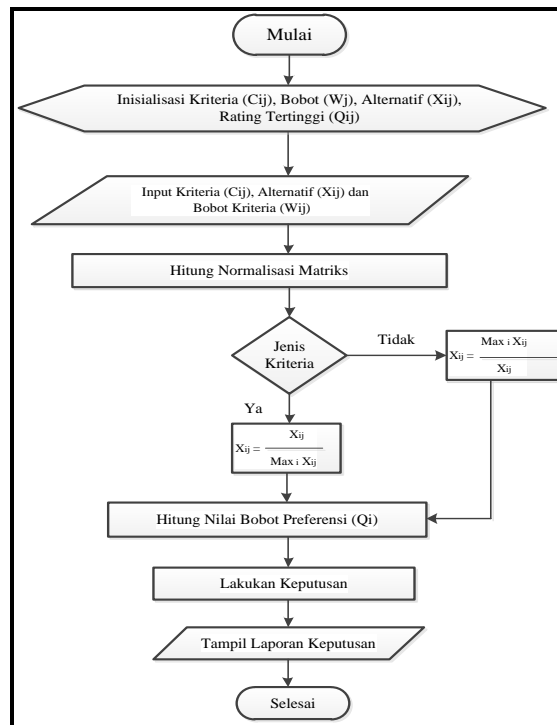 Mulai
Inisialisasi Kriteria (Cij), Bobot (Wj), Alternatif (Xij),
Rating Tertinggi (Qij)
Input Kriteria (Cij), Alternatif (Xij) dan
Bobot Kriteria (Wij)
Hitung Normalisasi Matriks
Jenis
Kriteria
Tidak
Xij = Max i Xij
Xij
Ya
Xij = Xij
Max i Xij
Hitung Nilai Bobot Preferensi (Qi)
Lakukan Keputusan
Tampil Laporan Keputusan
Selesai